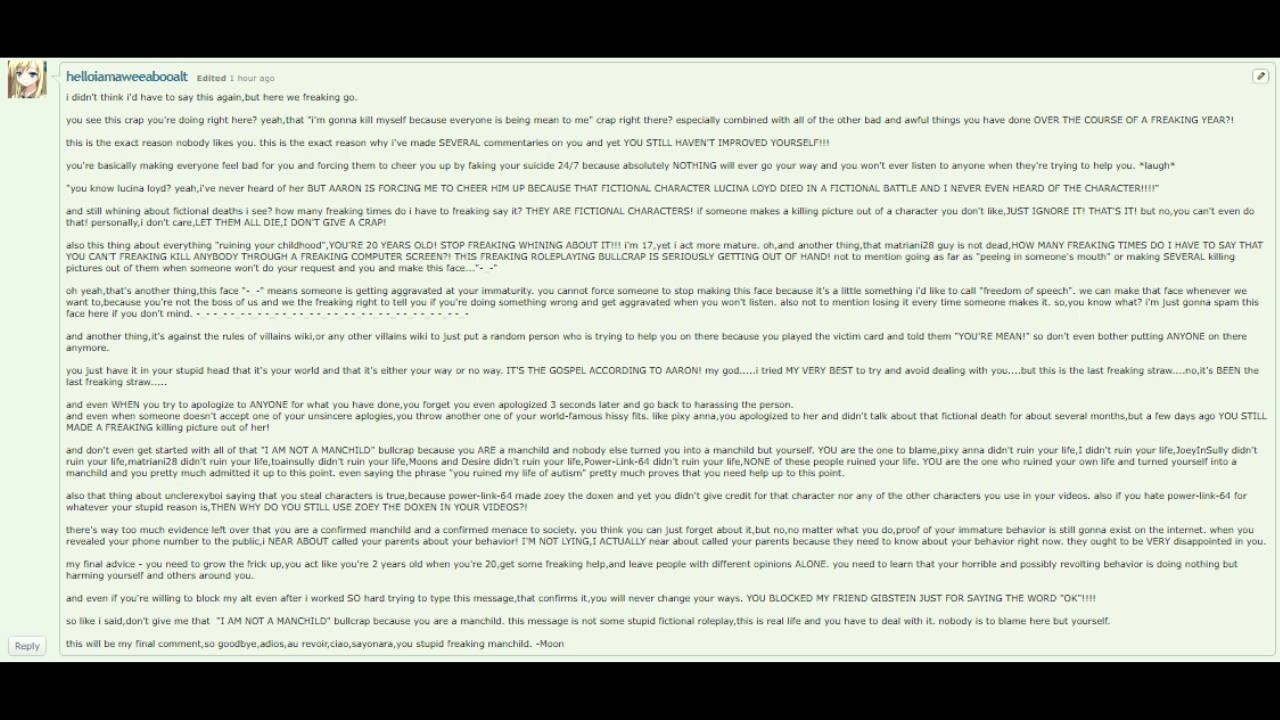 helloiamaweeabooalt Edited 1 hour ago
i didn't think i'd have to say this again,but here we freaking go.
you see this crap you're doing right here? yeah,that "i'm gonna kill myself because everyone is being mean to me" crap right there? especially combined with all of the other bad and awful things you have done OVER THE COURSE OF A FREAKING YEAR?!
this is the exact reason nobody likes you. this is the exact reason why i've made SEVERAL commentaries on you and yet YOU STILL HAVEN'T IMPROVED YOURSELF!!!
you're basically making everyone feel bad for you and forcing them to cheer you up by faking your suicide 24/7 because absolutely NOTHING will ever go your way and you won't ever listen to anyone when they're trying to help you. *laugh*
"you know lucina loyd? yeah,i've never heard of her BUT AARON IS FORCING ME TO CHEER HIM UP BECAUSE THAT FICTIONAL CHARACTER LUCINA LOYD DIED IN A FICTIONAL BATTLE AND I NEVER EVEN HEARD OF THE CHARACTER!!!!"
and still whining about fictional deaths i see? how many freaking times do i have to freaking say it? THEY ARE FICTIONAL CHARACTERS! if someone makes a killing picture out of a character you don't like,JUST IGNORE IT! THAT'S IT! but no,you can't even do
that! personally,i don't care,LET THEM ALL DIE,I DON'T GIVE A CRAP!
also this thing about everything "ruining your childhood",YOU'RE 20 YEARS OLD! STOP FREAKING WHINING ABOUT IT!!! i'm 17,yet i act more mature. oh,and another thing,that matriani28 guy is not dead,HOW MANY FREAKING TIMES DO I HAVE TO SAY THAT
YOU CAN'T FREAKING KILL ANYBODY THROUGH A FREAKING COMPUTER SCREEN?! THIS FREAKING ROLEPLAYING BULLCRAP IS SERIOUSLY GETTING OUT OF HAND! not to mention going as far as "peeing in someone's mouth" or making SEVERAL killing
pictures out of them when someone won't do your request and you and make this face..."-_-"
oh yeah,that's another thing,this face "-_-" means someone is getting aggravated at your immaturity. you cannot force someone to stop making this face because it's a little something i'd like to call "freedom of speech". we can make that face whenever we
want to,because you're not the boss of us and we the freaking right to tell you if you're doing something wrong and get aggravated when you won't listen. also not to mention losing it every time someone makes it. so,you know what? i'm just gonna spam this
face here if you don't mind. -_-_-_-_-_-_-_-_-_-_-_-_-_-_-_-_-_-_-_-_-_-_-_-_-_-_-_-_-_-_-_-
and another thing,it's against the rules of villains wiki,or any other villains wiki to just put a random person who is trying to help you on there because you played the victim card and told them "YOU'RE MEAN!" so don't even bother putting ANYONE on there
anymore.
you just have it in your stupid head that it's your world and that it's either your way or no way. IT'S THE GOSPEL ACCORDING TO AARON! my god.....i tried MY VERY BEST to try and avoid dealing with you....but this is the last freaking straw....no,it's BEEN the
last freaking straw.....
and even WHEN you try to apologize to ANYONE for what you have done,you forget you even apologized 3 seconds later and go back to harassing the person.
and even when someone doesn't accept one of your unsincere aplogies,you throw another one of your world-famous hissy fits. like pixy anna,you apologized to her and didn't talk about that fictional death for about several months,but a few days ago YOU STILL
MADE A FREAKING killing picture out of her!
and don't even get started with all of that "I AM NOT A MANCHILD" bullcrap because you ARE a manchild and nobody else turned you into a manchild but yourself. YOU are the one to blame,pixy anna didn't ruin your life,I didn't ruin your life,JoeyInSully didn't
ruin your life,matriani28 didn't ruin your life,toainsully didn't ruin your life,Moons and Desire didn't ruin your life,Power-Link-64 didn't ruin your life,NONE of these people ruined your life. YOU are the one who ruined your own life and turned yourself into a
manchild and you pretty much admitted it up to this point. even saying the phrase "you ruined my life of autism" pretty much proves that you need help up to this point.
also that thing about unclerexyboi saying that you steal characters is true,because power-link-64 made zoey the doxen and yet you didn't give credit for that character nor any of the other characters you use in your videos. also if you hate power-link-64 for
whatever your stupid reason is,THEN WHY DO YOU STILL USE ZOEY THE DOXEN IN YOUR VIDEOS?!
there's way too much evidence left over that you are a confirmed manchild and a confirmed menace to society. you think you can just forget about it,but no,no matter what you do,proof of your immature behavior is still gonna exist on the internet. when you
revealed your phone number to the public,i NEAR ABOUT called your parents about your behavior! I'M NOT LYING,I ACTUALLY near about called your parents because they need to know about your behavior right now. they ought to be VERY disappointed in you.
my final advice - you need to grow the frick up,you act like you're 2 years old when you're 20,get some freaking help,and leave people with different opinions ALONE. you need to learn that your horrible and possibly revolting behavior is doing nothing but
harming yourself and others around you.
and even if you're willing to block my alt even after i worked SO hard trying to type this message,that confirms it,you will never change your ways. YOU BLOCKED MY FRIEND GIBSTEIN JUST FOR SAYING THE WORD "OK"!!!!
so like i said,don't give me that "I AM NOT A MANCHILD" bullcrap because you are a manchild. this message is not some stupid fictional roleplay,this is real life and you have to deal with it. nobody is to blame here but yourself.
this will be my final comment,so goodbye,adios,au revoir,ciao,sayonara,you stupid freaking manchild. -Moon
Reply